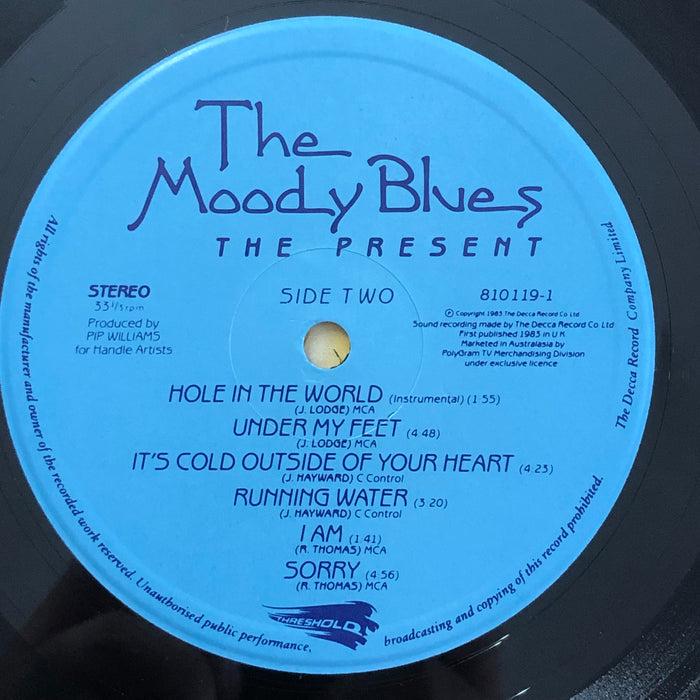 The
Moody Blues
THE PRESENT
STEREO
33 1/3 rpm
Produced by
PIP WILLIAMS
for Handle Artists
SIDE TWO
810119-1
Ⓟ Copyright 1983 The Decca Record Co Ltd
Sound recording made by The Decca Record Co Ltd
First published 1983 in U K
Marketed in Australasia by
PolyGram TV Merchandising Division
under exclusive licence
HOLE IN THE WORLD (Instrumental) (1:55)
(J. LODGE) MCA
UNDER MY FEET (4:48)
(J. LODGE) MCA
IT'S COLD OUTSIDE OF YOUR HEART (4:23)
(J. HAYWARD) C Control
RUNNING WATER (3:20)
(J. HAYWARD) C Control
I AM (1:41)
(R. THOMAS) MCA
SORRY (4:56)
(R. THOMAS) MCA
THRESHOLD
All rights of the manufacturer and owner of the recorded work reserved. Unauthorised public performance, broadcasting and copying of this record prohibited.
The Decca Record Company Limited